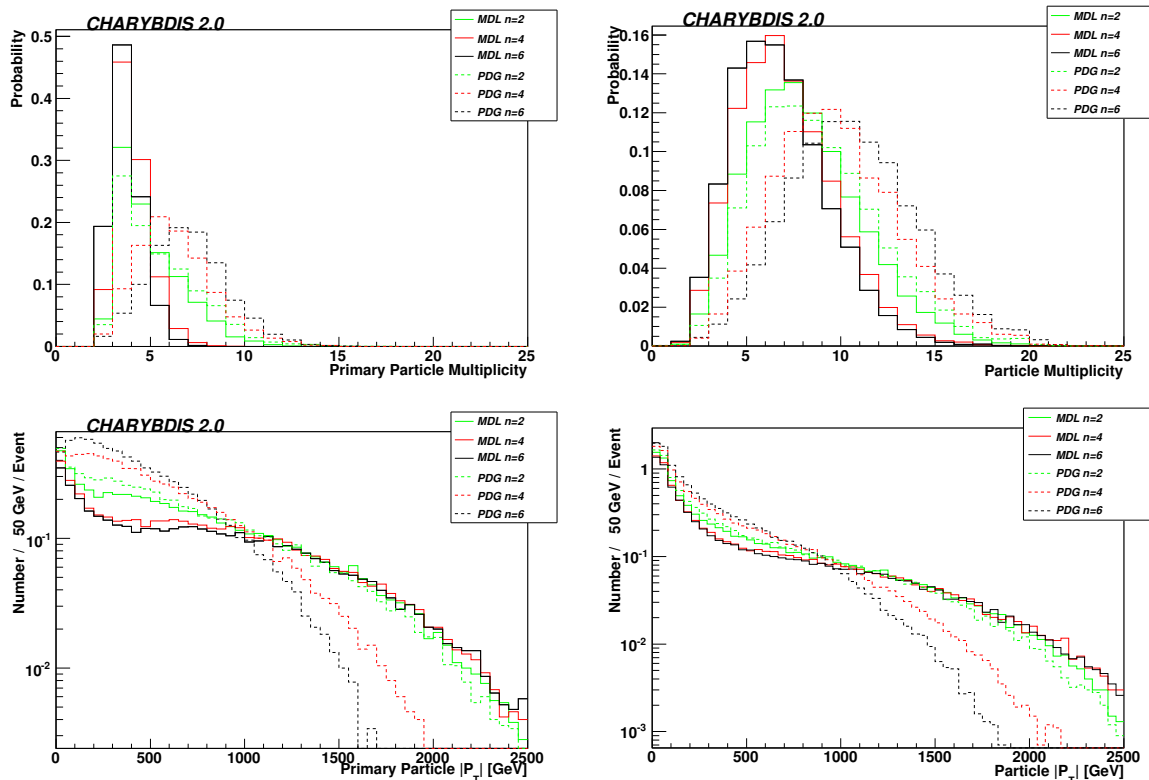 CHARYBDIS 2.0
Probability
0.5
0.4
0.3
0.2
0.1
0
0 5 10 15 20 25
Primary Particle Multiplicity
MDL n=2
MDL n=4
MDL n=6
PDG n=2
PDG n=4
PDG n=6
CHARYBDIS 2.0
Probability
0.16
0.14
0.12
0.10
0.08
0.06
0.04
0.02
0.00
0 5 10 15 20 25
Particle Multiplicity
MDL n=2
MDL n=4
MDL n=6
PDG n=2
PDG n=4
PDG n=6
CHARYBDIS 2.0
Number / 50 GeV / Event
10-1
10-2
0 500 1000 1500 2000 2500
Primary Particle |PT| [GeV]
MDL n=2
MDL n=4
MDL n=6
PDG n=2
PDG n=4
PDG n=6
Number / 50 GeV / Event
1
10-1
10-2
10-3
0 500 1000 1500 2000 2500
Particle |PT| [GeV]
MDL n=2
MDL n=4
MDL n=6
PDG n=2
PDG n=4
PDG n=6